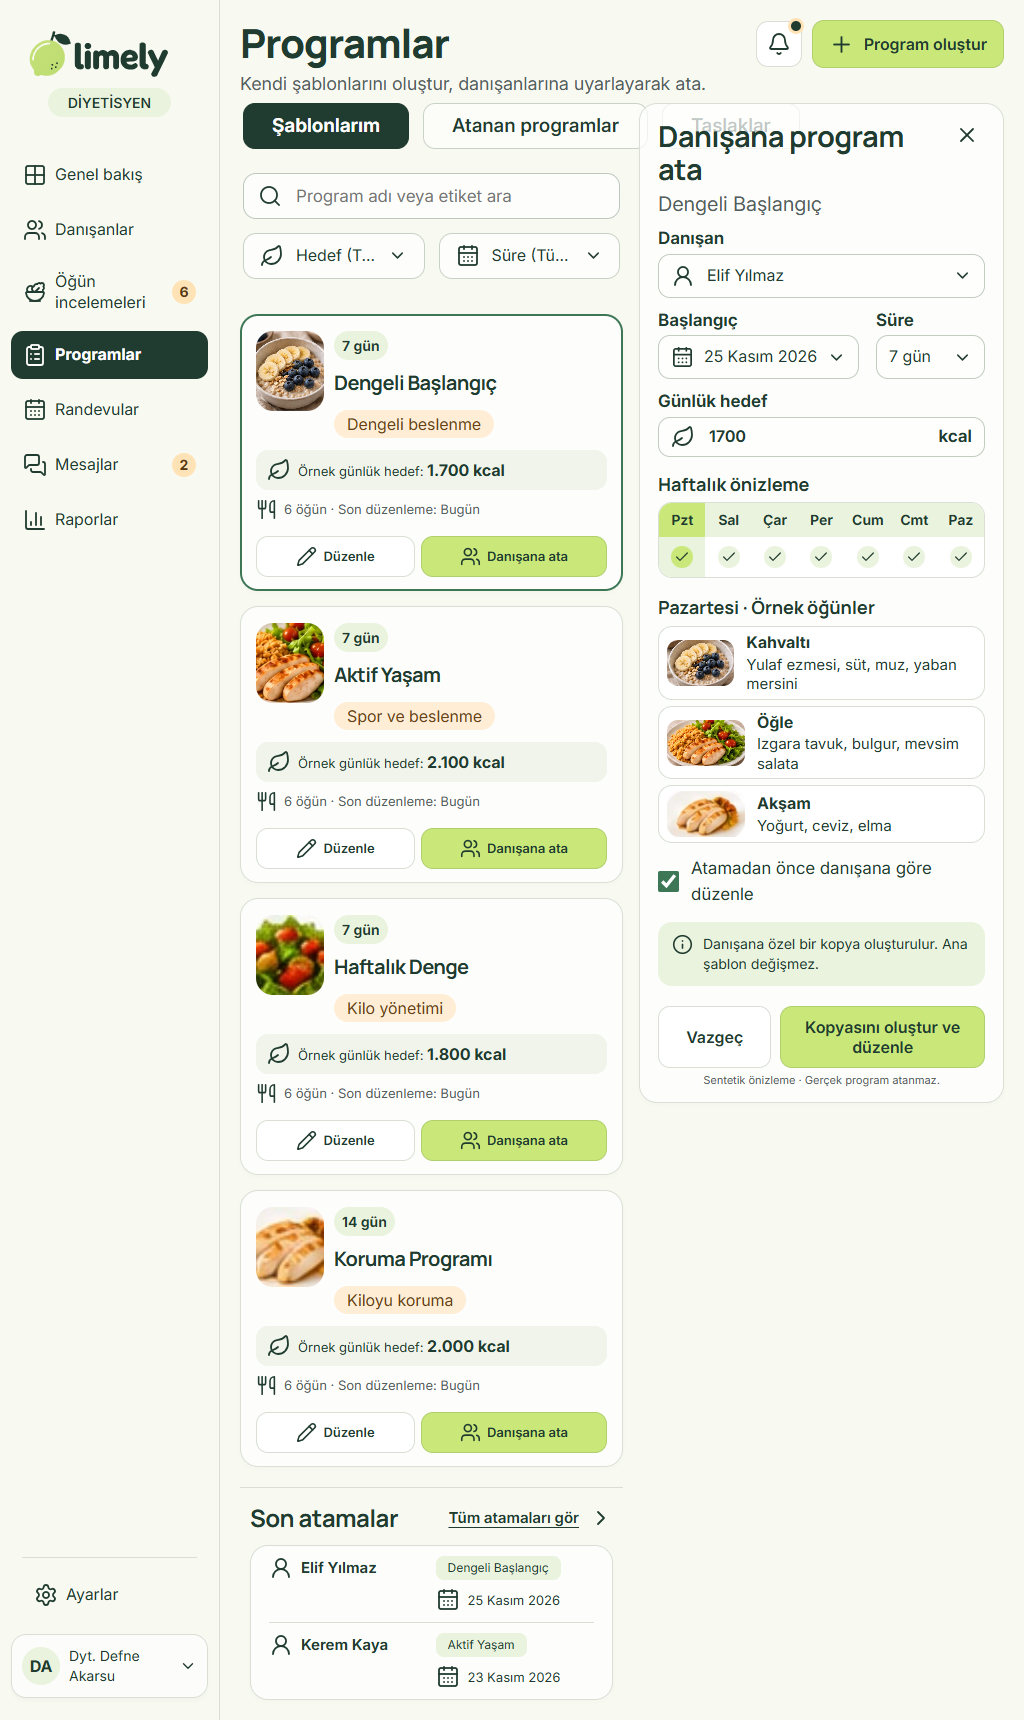 limely
DİYETİSYEN
Genel bakış
Danışanlar
Öğün
incelemeleri
6
Programlar
Randevular
Mesajlar
2
Raporlar
Ayarlar
DA
Dyt. Defne
Akarsu
Programlar
Kendi şablonlarını oluştur, danışanlarına uyarlayarak ata.
Program oluştur
Şablonlarım
Atanan programlar
Taslaklar
Program adı veya etiket ara
Hedef (T...
Süre (Tü...
7 gün
Dengeli Başlangıç
Dengeli beslenme
Örnek günlük hedef: 1.700 kcal
6 öğün · Son düzenleme: Bugün
Düzenle
Danışana ata
7 gün
Aktif Yaşam
Spor ve beslenme
Örnek günlük hedef: 2.100 kcal
6 öğün · Son düzenleme: Bugün
Düzenle
Danışana ata
7 gün
Haftalık Denge
Kilo yönetimi
Örnek günlük hedef: 1.800 kcal
6 öğün · Son düzenleme: Bugün
Düzenle
Danışana ata
14 gün
Koruma Programı
Kiloyu koruma
Örnek günlük hedef: 2.000 kcal
6 öğün · Son düzenleme: Bugün
Düzenle
Danışana ata
Son atamalar
Tüm atamaları gör
Elif Yılmaz
Dengeli Başlangıç
25 Kasım 2026
Kerem Kaya
Aktif Yaşam
23 Kasım 2026
Danışana program
ata
Dengeli Başlangıç
Danışan
Elif Yılmaz
Başlangıç
Süre
25 Kasım 2026
7 gün
Günlük hedef
1700
kcal
Haftalık önizleme
Pzt Sal Çar Per Cum Cmt Paz
Pazartesi · Örnek öğünler
Kahvaltı
Yulaf ezmesi, süt, muz, yaban
mersini
Öğle
Izgara tavuk, bulgur, mevsim
salata
Akşam
Yoğurt, ceviz, elma
Atamadan önce danışana göre
düzenle
Danışana özel bir kopya oluşturulur. Ana
şablon değişmez.
Vazgeç
Kopyasını oluştur ve
düzenle
Sentetik önizleme · Gerçek program atanmaz.